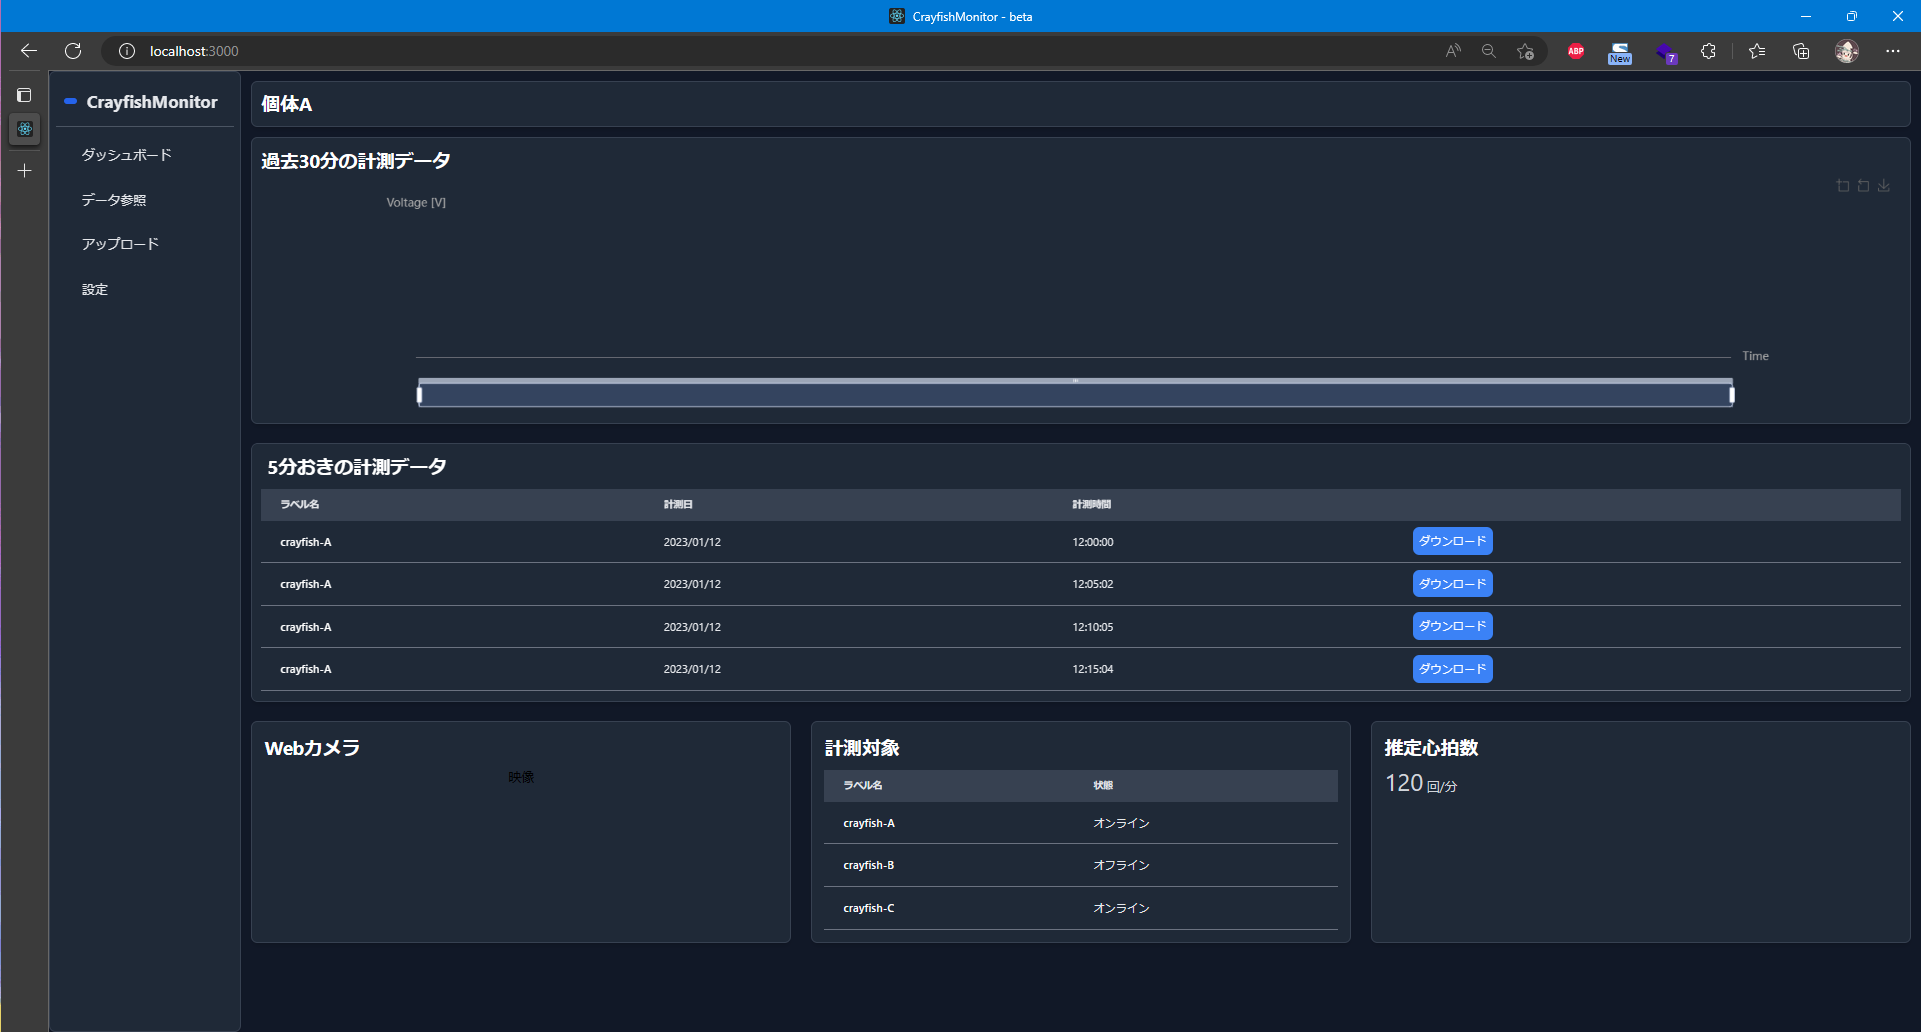 CrayfishMonitor - beta
localhost:3000
ABP
New
7
CrayfishMonitor
ダッシュボード
データ参照
アップロード
設定
個体A
過去30分の計測データ
Voltage [V]
Time
5分おきの計測データ
ラベル名 計測日 計測時間
crayfish-A 2023/01/12 12:00:00 ダウンロード
crayfish-A 2023/01/12 12:05:02 ダウンロード
crayfish-A 2023/01/12 12:10:05 ダウンロード
crayfish-A 2023/01/12 12:15:04 ダウンロード
Webカメラ
映像
計測対象
ラベル名 状態
crayfish-A オンライン
crayfish-B オフライン
crayfish-C オンライン
推定心拍数
120 回/分